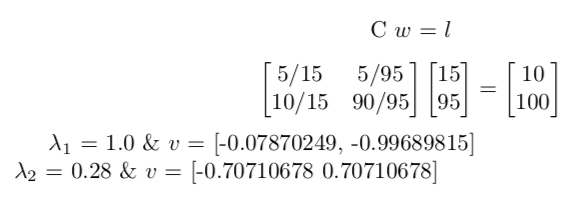 C w = l
[5/15 5/95 10/15 90/95] [15 95] = [10 100]
λ₁ = 1.0 & v = [-0.07870249, -0.99689815]
λ₂ = 0.28 & v = [-0.70710678 0.70710678]